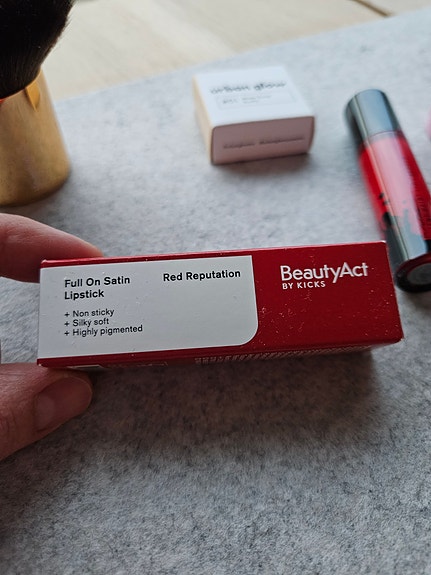 urban glow
Full On Satin
Lipstick
Red Reputation
+ Non sticky
+ Silky soft
+ Highly pigmented
BeautyAct
BY KICKS